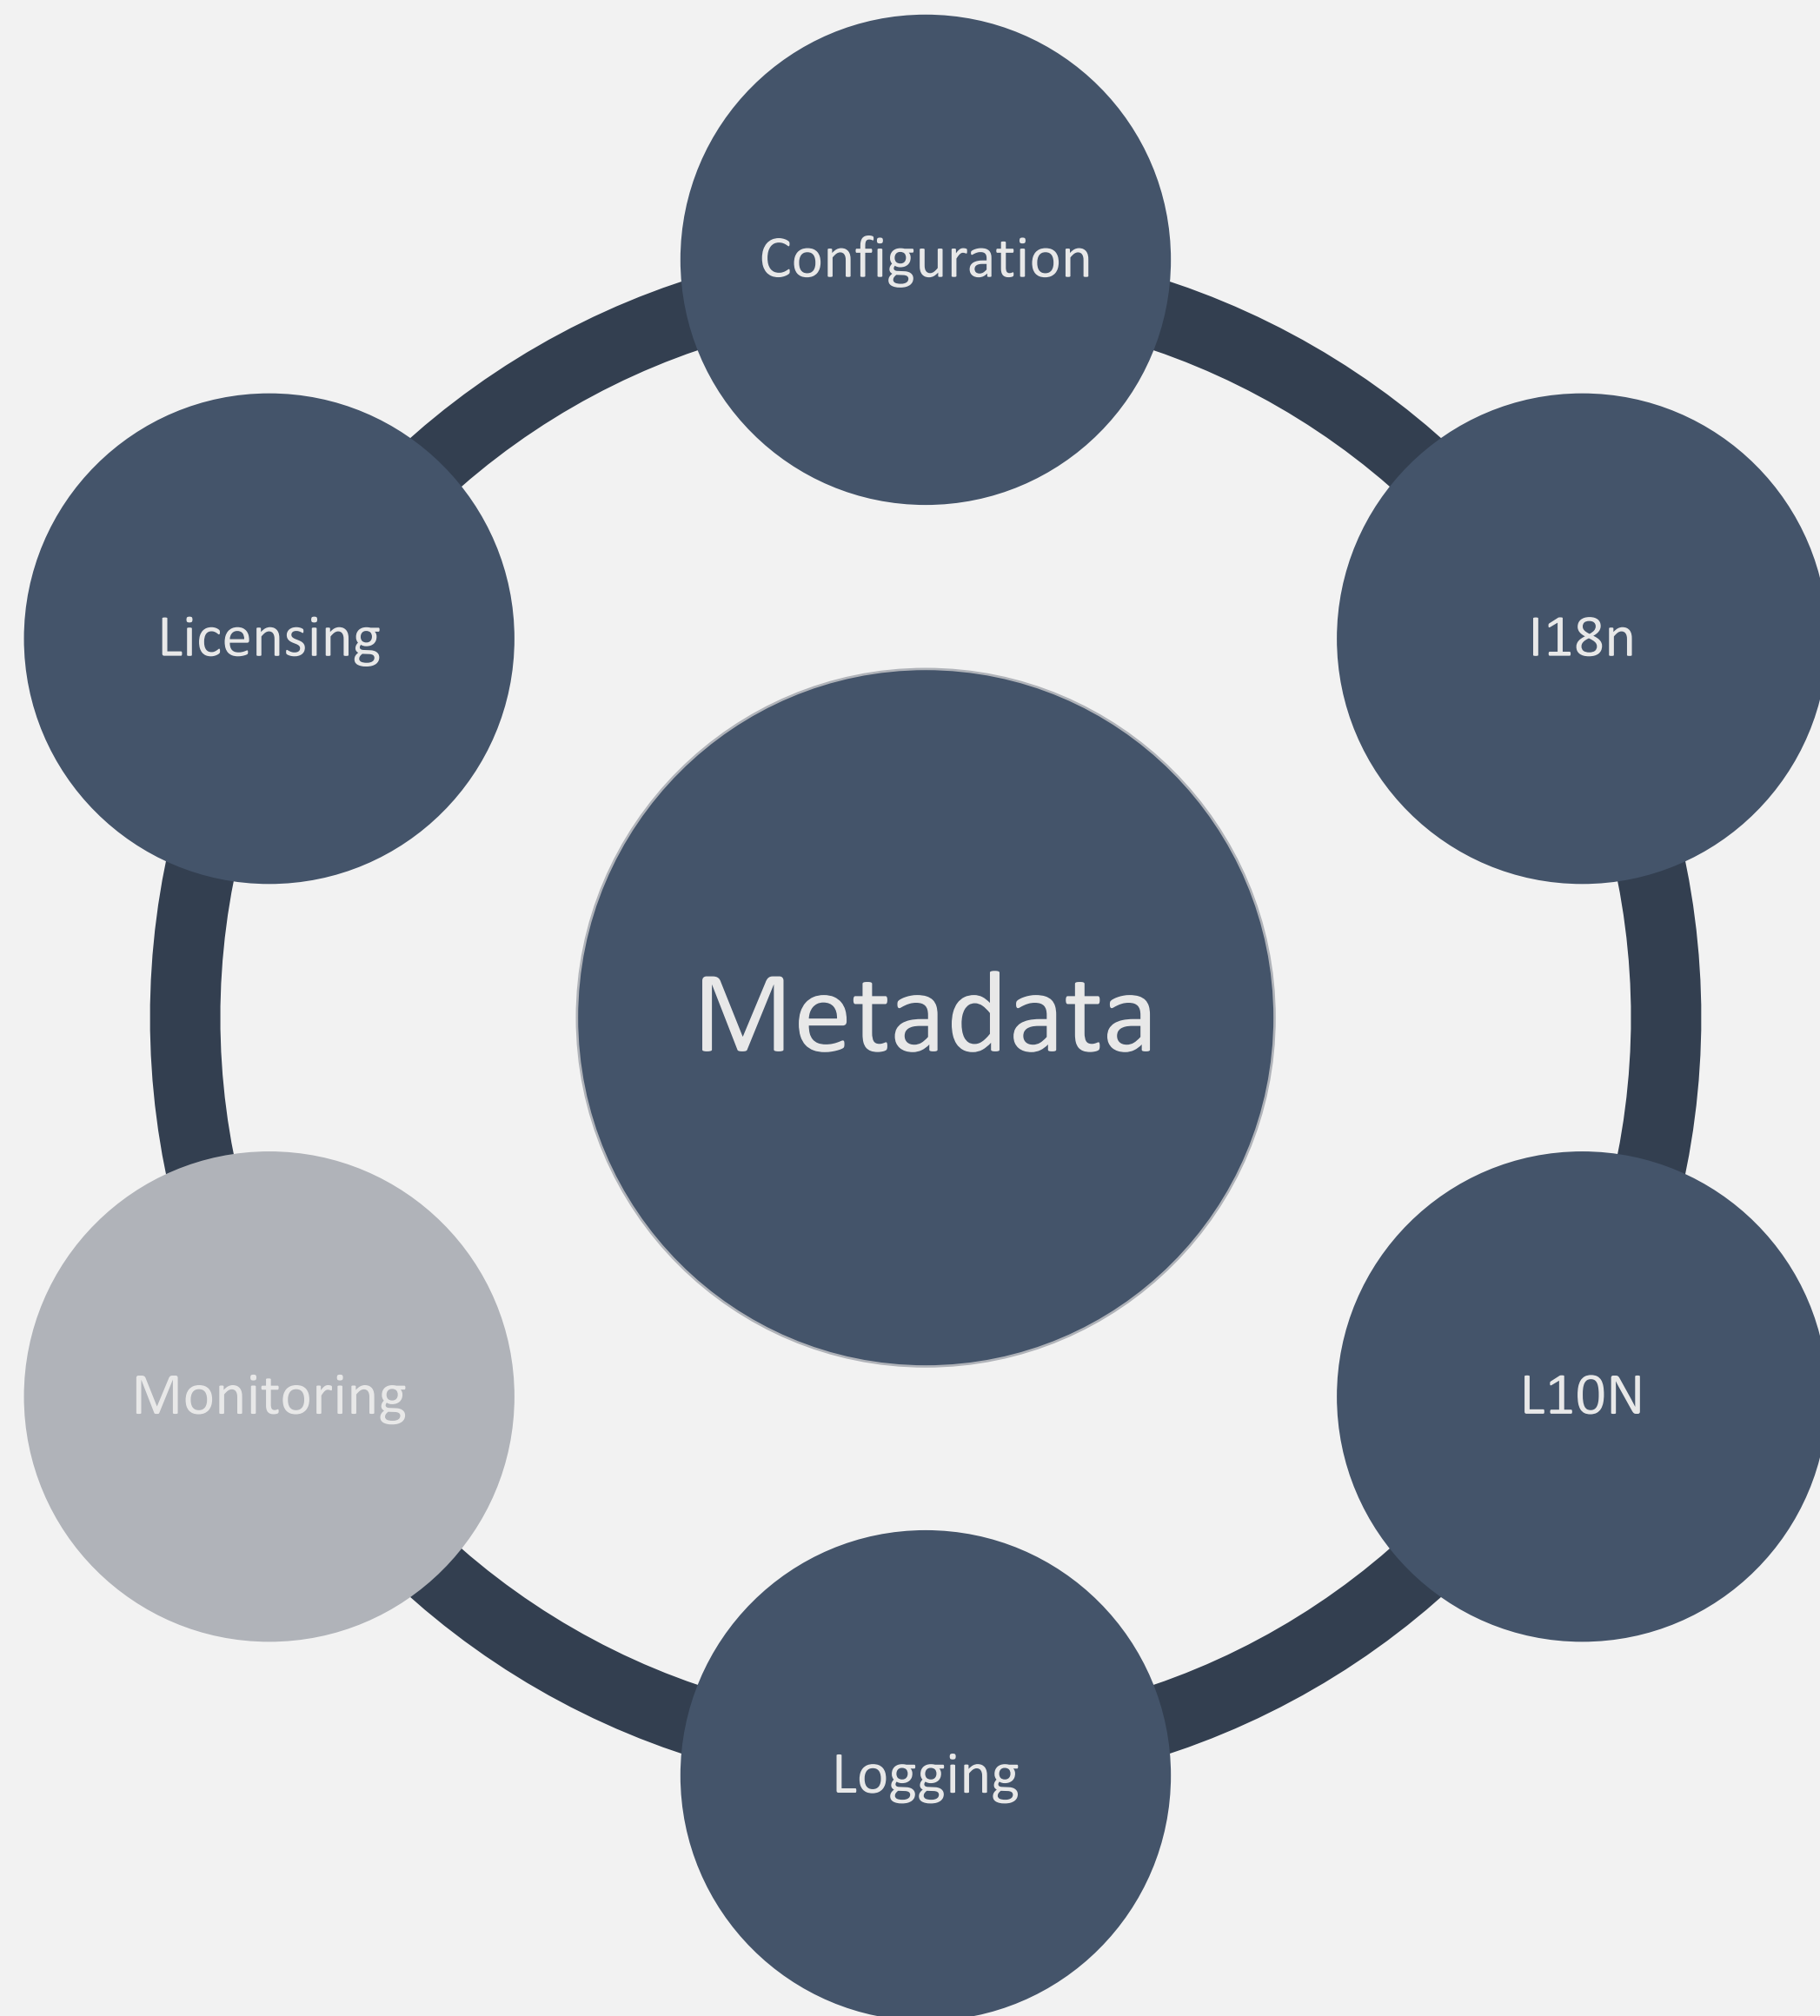 Configuration
Licensing
I18n
Metadata
Monitoring
L10N
Logging